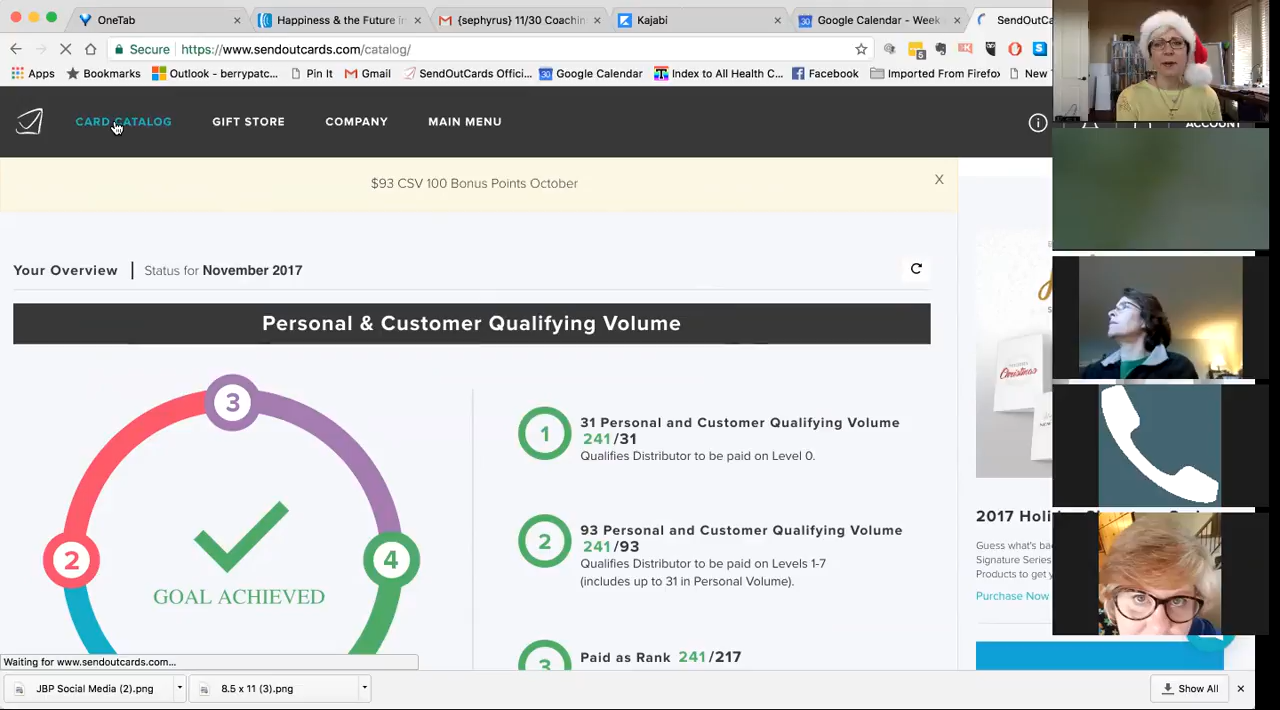 OneTab
Happiness & the Future i
{sephyrus} 11/30 Coachin
Kajabi
Google Calendar - Week
SendOutCa
Secure
https://www.sendoutcards.com/catalog/
5
Apps
Bookmarks
Outlook - berrypatc...
Pin It
Gmail
SendOutCards Offici...
Google Calendar
Index to All Health C...
Facebook
Imported From Firefox
New
CARD CATALOG
GIFT STORE
COMPANY
MAIN MENU
ACCOUNT
$93 CSV 100 Bonus Points October
X
Your Overview
Status for November 2017
Personal & Customer Qualifying Volume
3
2
4
GOAL ACHIEVED
1
31 Personal and Customer Qualifying Volume
241/31
Qualifies Distributor to be paid on Level 0.
2
93 Personal and Customer Qualifying Volume
241/93
Qualifies Distributor to be paid on Levels 1-7
(includes up to 31 in Personal Volume).
3
Paid as Rank 241/217
Christmas
2017 Holi
Guess what's ba
Signature Series
Products to get y
Purchase Now
Waiting for www.sendoutcards.com...
JBP Social Media (2).png
8.5 x 11 (3).png
Show All